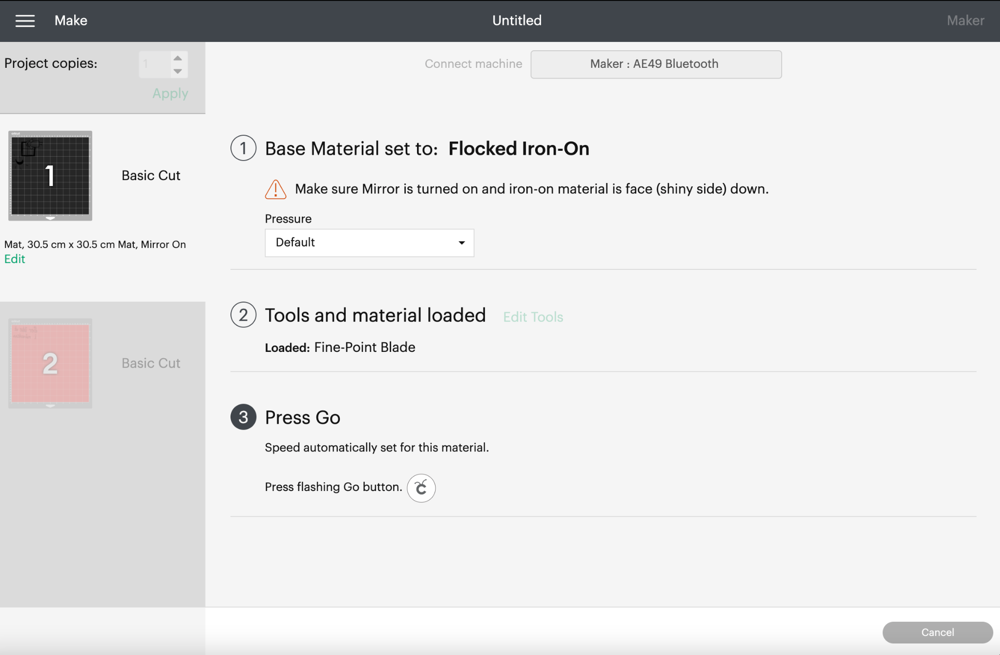 Make
Untitled
Maker
Project copies:
1
Apply
Connect machine
Maker : AE49 Bluetooth
cricut
1
Basic Cut
Mat, 30.5 cm x 30.5 cm Mat, Mirror On
Edit
2
Basic Cut
1 Base Material set to: Flocked Iron-On
Make sure Mirror is turned on and iron-on material is face (shiny side) down.
Pressure
Default
2 Tools and material loaded Edit Tools
Loaded: Fine-Point Blade
3 Press Go
Speed automatically set for this material.
Press flashing Go button.
Cancel